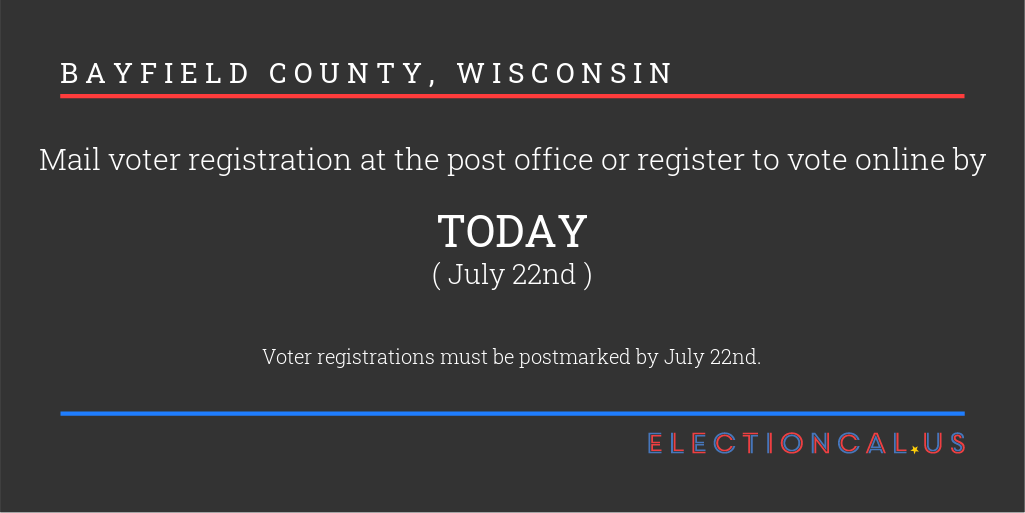 BAYFIELD COUNTY, WISCONSIN
Mail voter registration at the post office or register to vote online by
TODAY
( July 22nd )
Voter registrations must be postmarked by July 22nd.
ELECTIONCAL.US